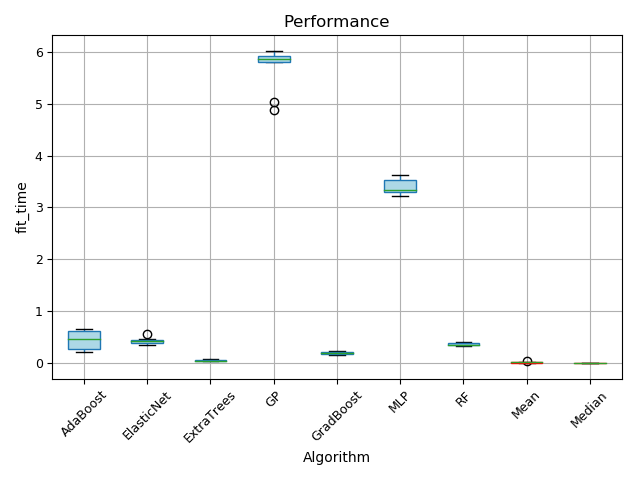 Performance
fit_time
6
5
4
3
2
1
0
AdaBoost
ElasticNet
ExtraTrees
GP
GradBoost
MLP
RF
Mean
Median
Algorithm